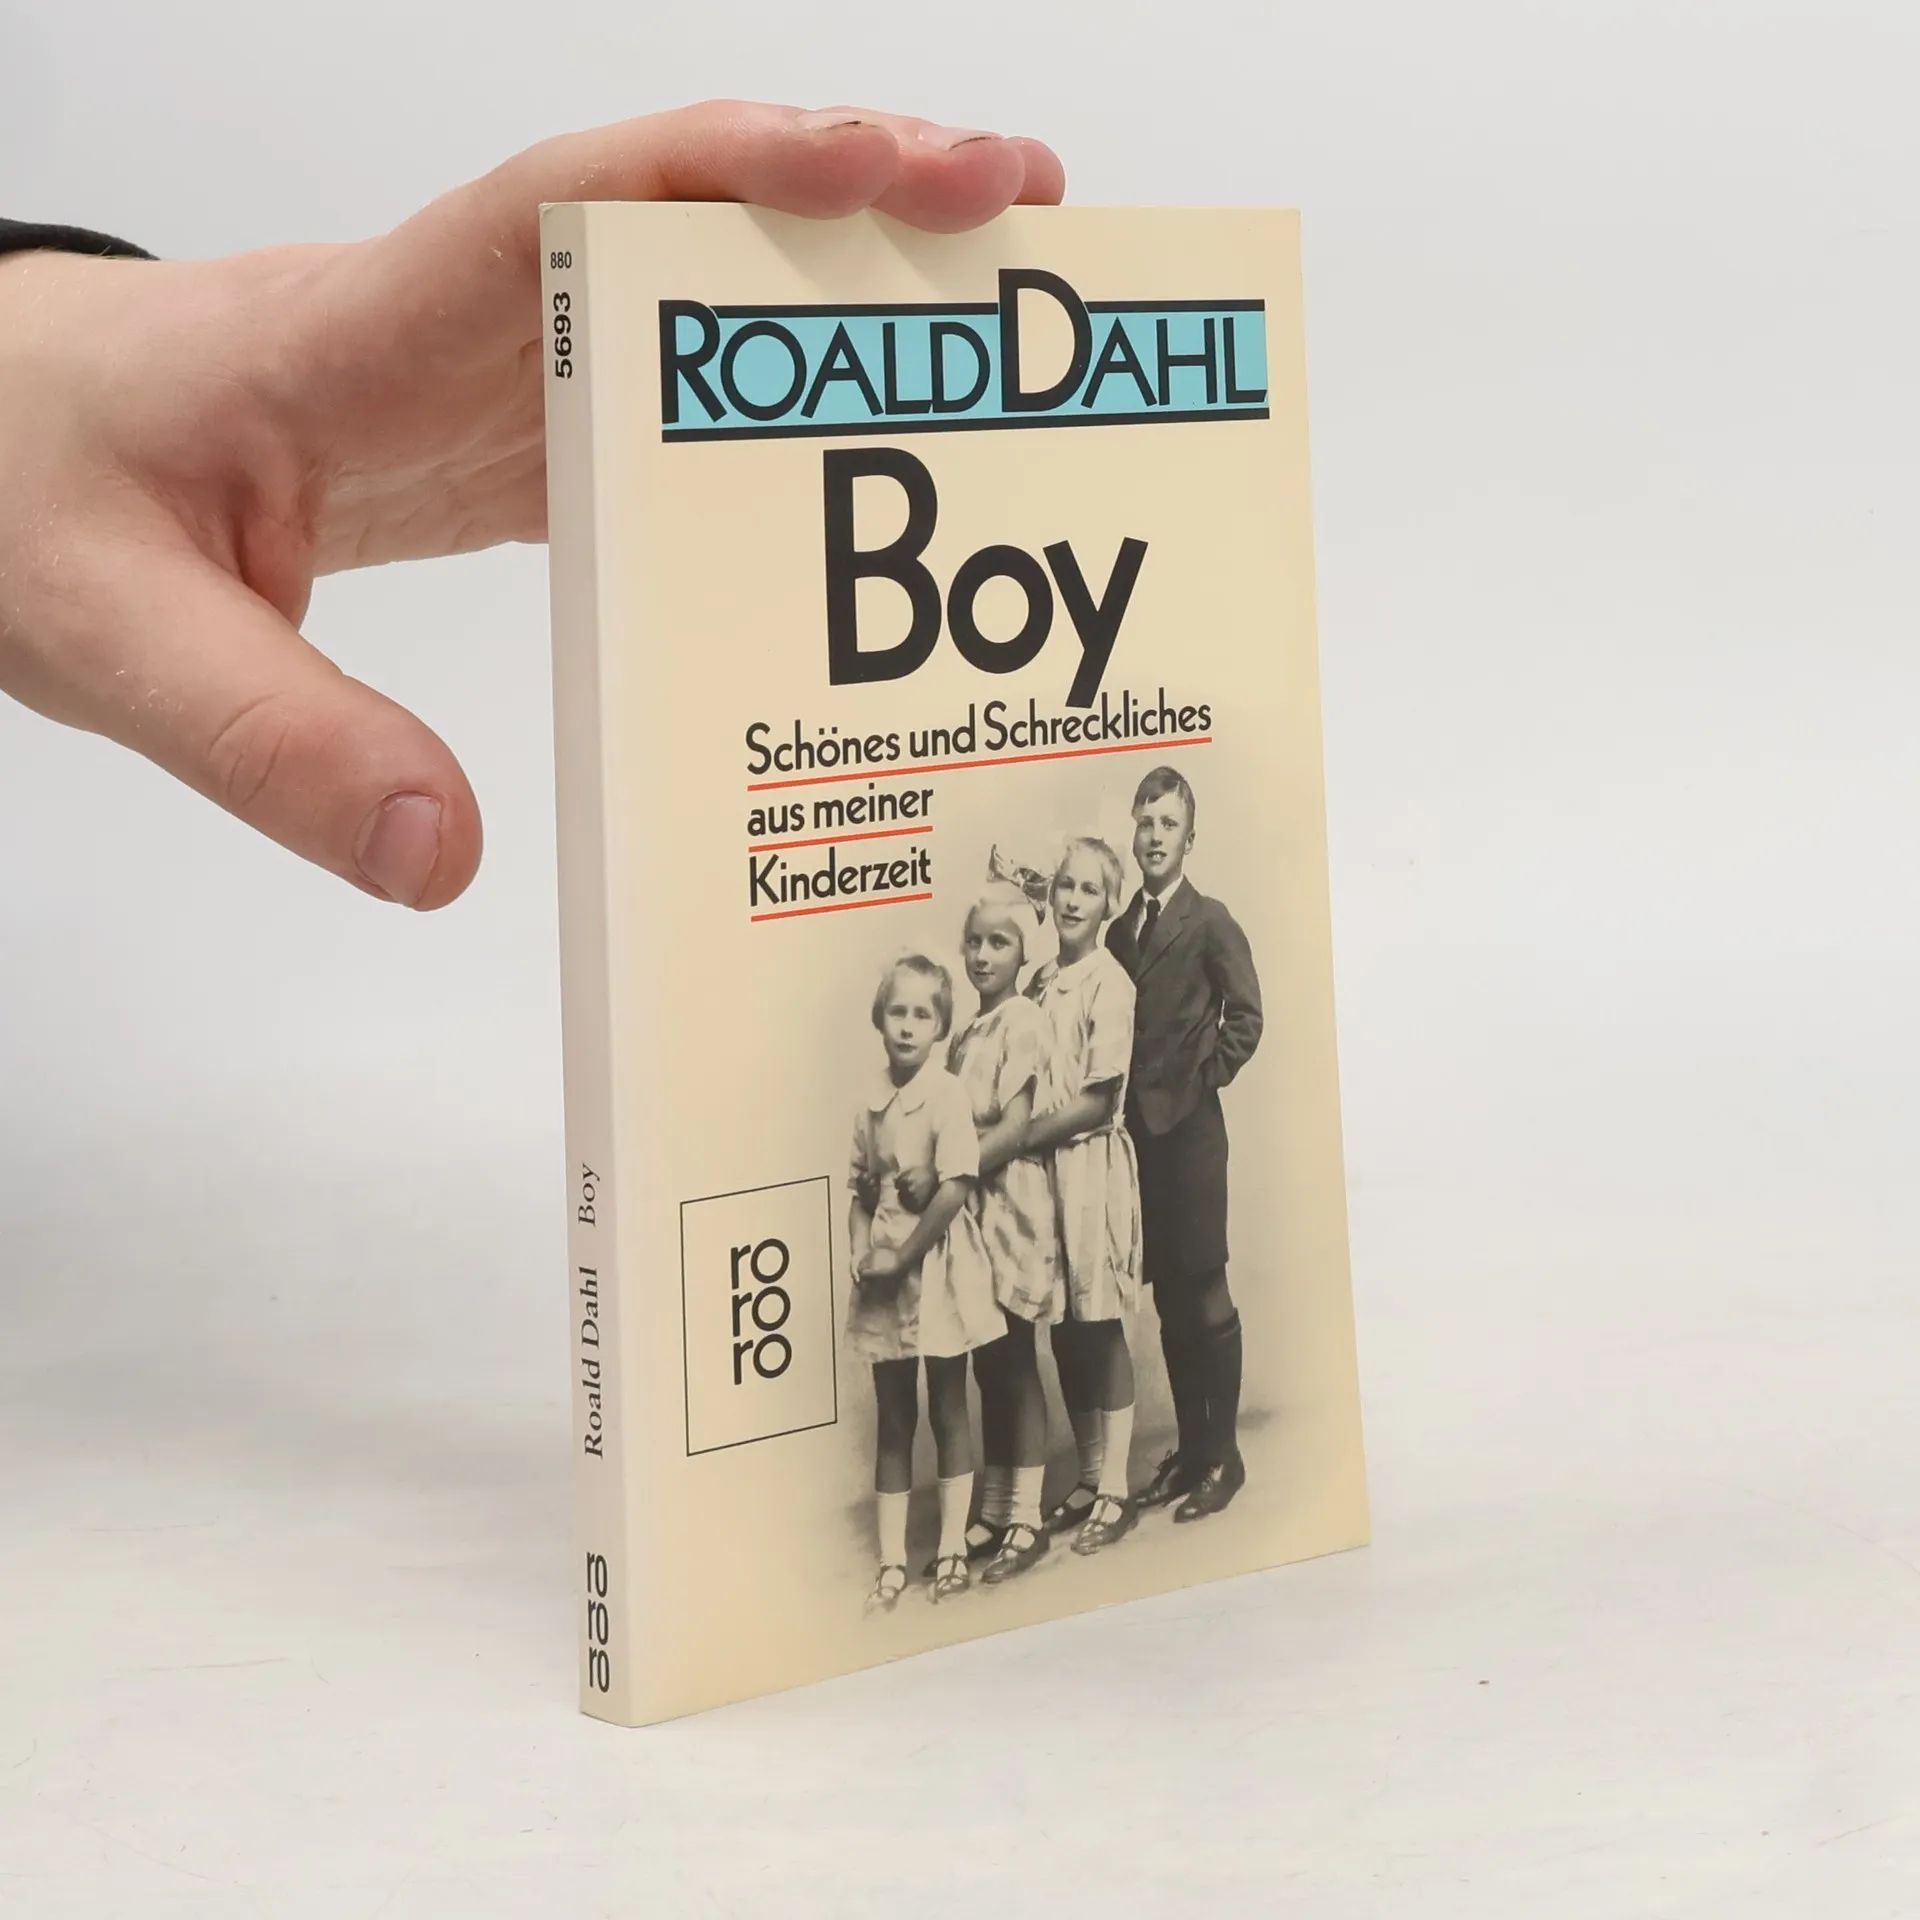 880
5693
Roald Dahl Boy
ro
ro
ro
ROALD DAHL
Boy
Schönes und Schreckliches
aus meiner
Kinderzeit
ro
ro
ro